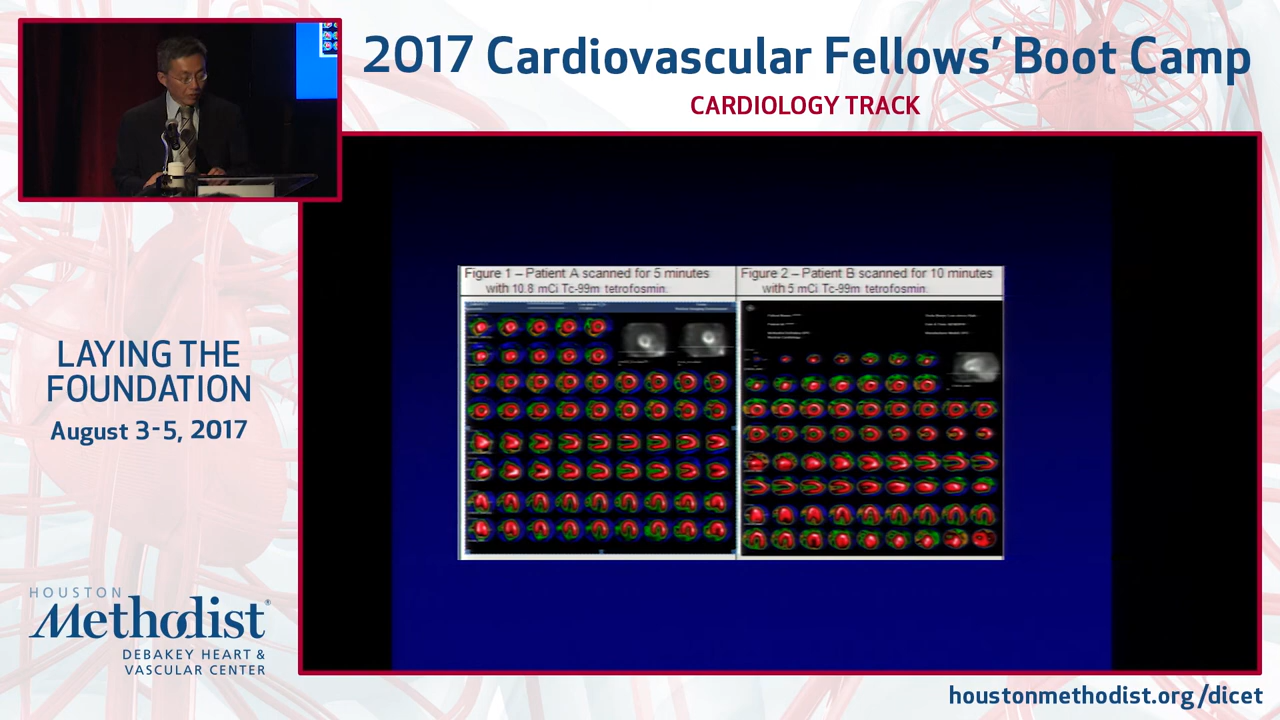 2017 Cardiovascular Fellows' Boot Camp
CARDIOLOGY TRACK
Figure 1 – Patient A scanned for 5 minutes
with 10.8 mCi Tc-99m tetrofosmin.
Figure 2 – Patient B scanned for 10 minutes
with 5 mCi Tc-99m tetrofosmin.
LAYING THE
FOUNDATION
August 3-5, 2017
HOUSTON
Methodist®
DEBAKEY HEART &
VASCULAR CENTER
houstonmethodist.org/dicet